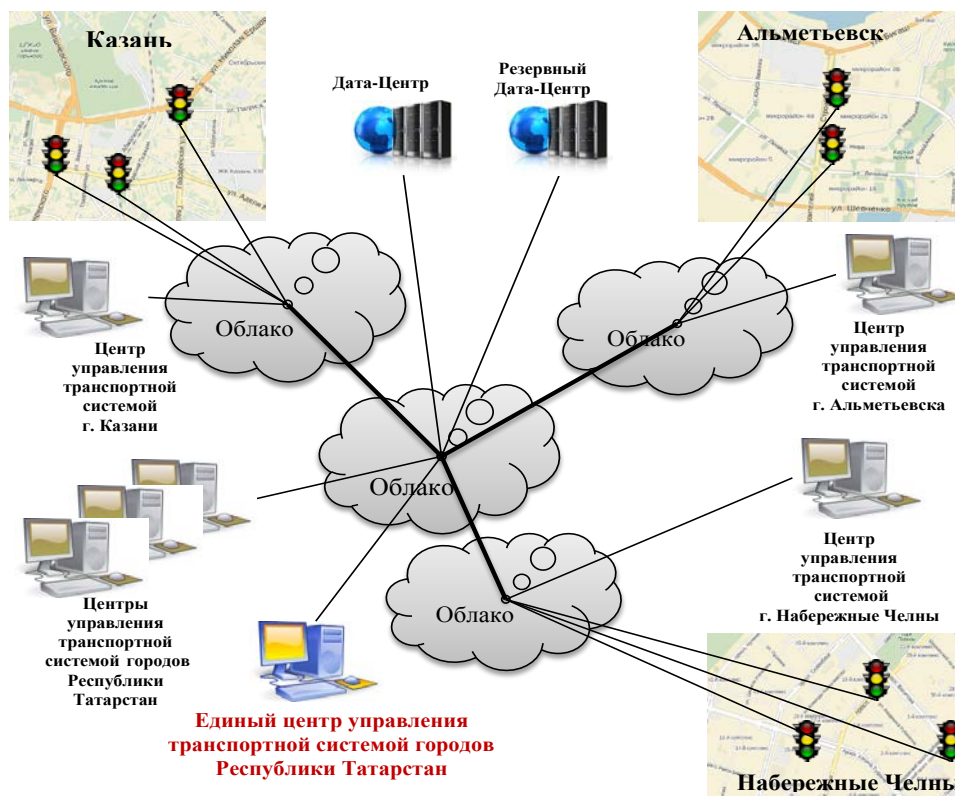 Казань
Альметьевск
Дата-Центр
Резервный
Дата-Центр
Облако
Облако
Центр
управления
транспортной
системой
г. Казани
Центр
управления
транспортной
системой
г. Альметьевска
Облако
Центры
управления
транспортной
системой городов
Республики
Татарстан
Облако
Центр
управления
транспортной
системой
г. Набережные Челны
Единый центр управления
транспортной системой городов
Республики Татарстан
Набережные Челны
ул. Шевченко